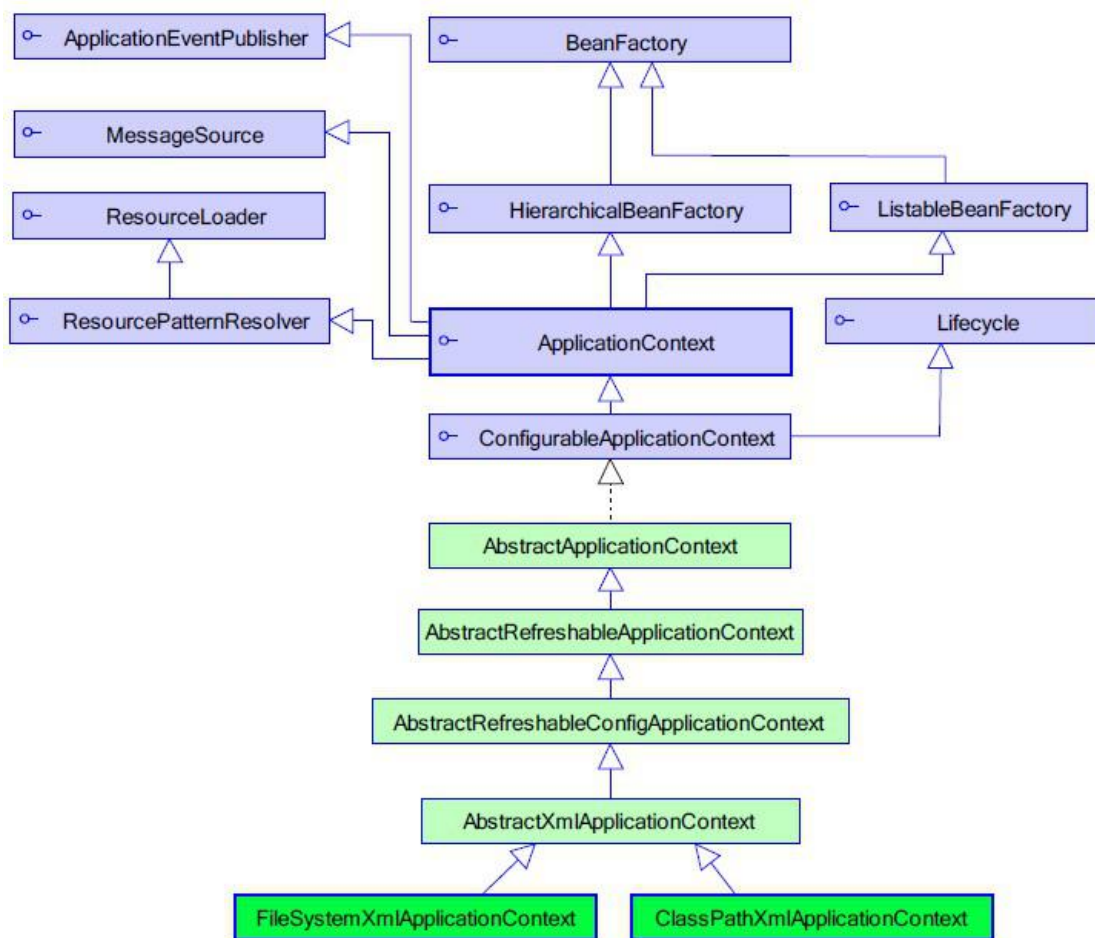 ApplicationEventPublisher
BeanFactory
MessageSource
ResourceLoader
HierarchicalBeanFactory
ListableBeanFactory
ResourcePatternResolver
ApplicationContext
Lifecycle
ConfigurableApplicationContext
AbstractApplicationContext
AbstractRefreshableApplicationContext
AbstractRefreshableConfigApplicationContext
AbstractXmlApplicationContext
FileSystemXmlApplicationContext
ClassPathXmlApplicationContext